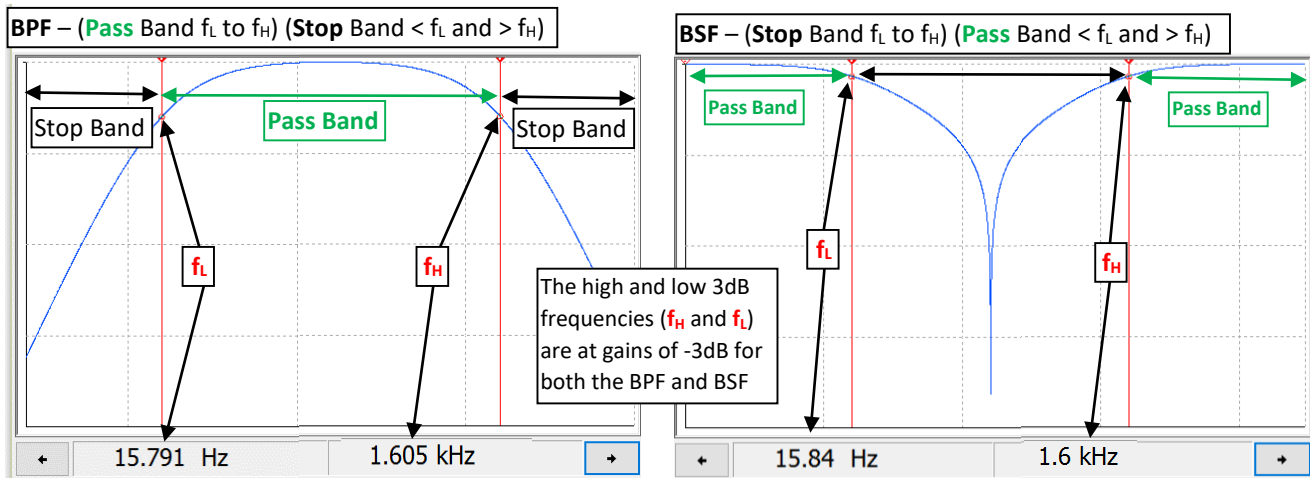 BPF – (Pass Band fL to fH) (Stop Band < fL and > fH)
Stop Band
Pass Band
Stop Band
fL
fH
15.791 Hz
1.605 kHz
The high and low 3dB
frequencies (fH and fL)
are at gains of -3dB for
both the BPF and BSF
BSF – (Stop Band fL to fH) (Pass Band < fL and > fH)
Pass Band
Pass Band
fL
fH
15.84 Hz
1.6 kHz